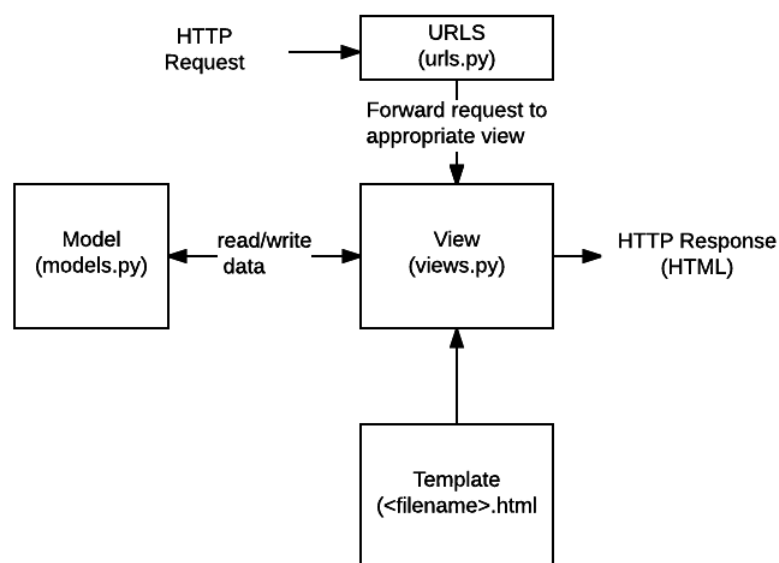 HTTP
Request
URLS
(urls.py)
Forward request to
appropriate view
Model
(models.py)
read/write
data
View
(views.py)
HTTP Response
(HTML)
Template
(<filename>.html